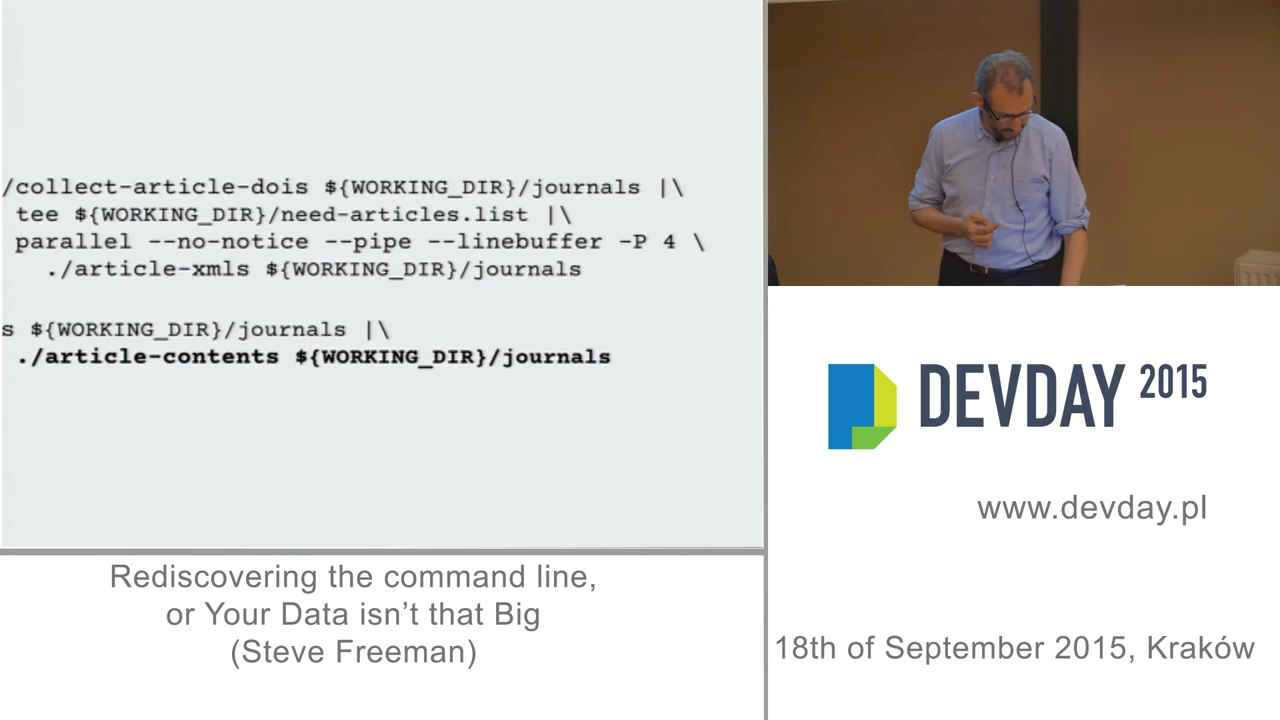 /collect-article-dois ${WORKING_DIR}/journals |\
tee ${WORKING_DIR}/need-articles.list |\
parallel --no-notice --pipe --linebuffer -P 4 \
./article-xmls ${WORKING_DIR}/journals
s ${WORKING_DIR}/journals |\
./article-contents ${WORKING_DIR}/journals
DEVDAY 2015
www.devday.pl
Rediscovering the command line,
or Your Data isn’t that Big
(Steve Freeman)
18th of September 2015, Kraków